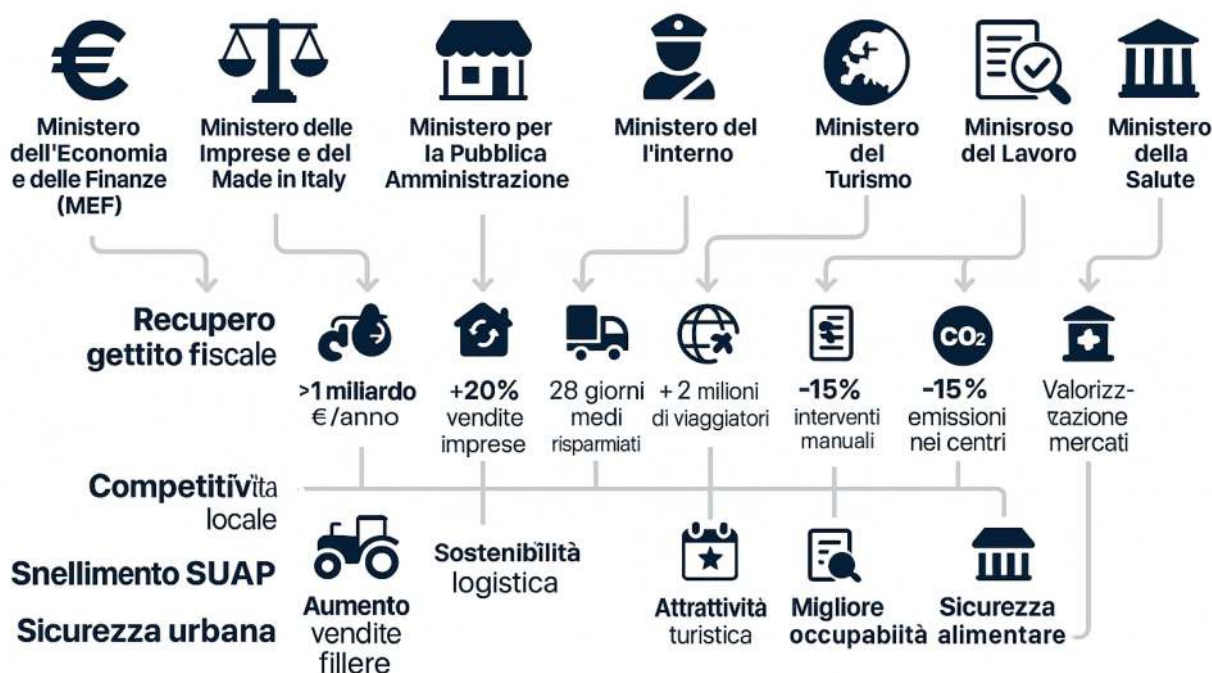 Ministero
dell'Economia
e delle Finanze
(MEF)
Ministero delle
Imprese e del
Made in Italy
Ministero per
la Pubblica
Amministrazione
Ministero del
l'interno
Ministero
del
Turismo
Minisroso
del Lavoro
Ministero
della
Salute
Recupero
gettito fiscale
>1 miliardo
€/anno
+20%
vendite
imprese
28 giorni
medi
risparmiati
+ 2 milioni
di viaggiatori
-15%
interventi
manuali
CO₂
-15%
emissioni
nei centri
Valorizz-
zazione
mercati
Competitività
locale
Snellimento SUAP
Sicurezza urbana
Aumento
vendite
fillere
Sostenibilità
logistica
Attrattività
turistica
Migliore
occupabiità
Sicurezza
alimentare